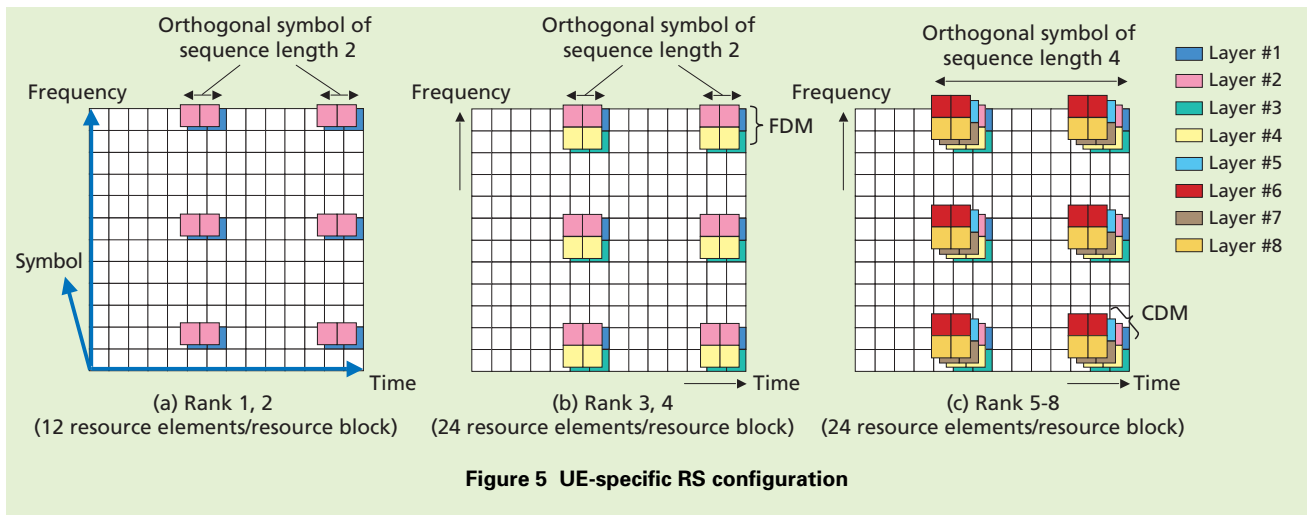 Orthogonal symbol of
sequence length 2
Frequency
Symbol
Time
(a) Rank 1, 2
(12 resource elements/resource block)
Orthogonal symbol of
sequence length 2
Frequency
FDM
Time
(b) Rank 3, 4
(24 resource elements/resource block)
Orthogonal symbol of
sequence length 4
Frequency
CDM
Time
(c) Rank 5-8
(24 resource elements/resource block)
Layer #1
Layer #2
Layer #3
Layer #4
Layer #5
Layer #6
Layer #7
Layer #8
Figure 5 UE-specific RS configuration